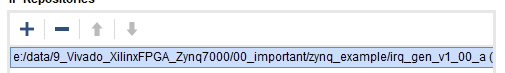 IP Repositories
e:/data/9_Vivado_XilinxFPGA_Zynq7000/00_important/zynq_example/irq_gen_v1_00_a (